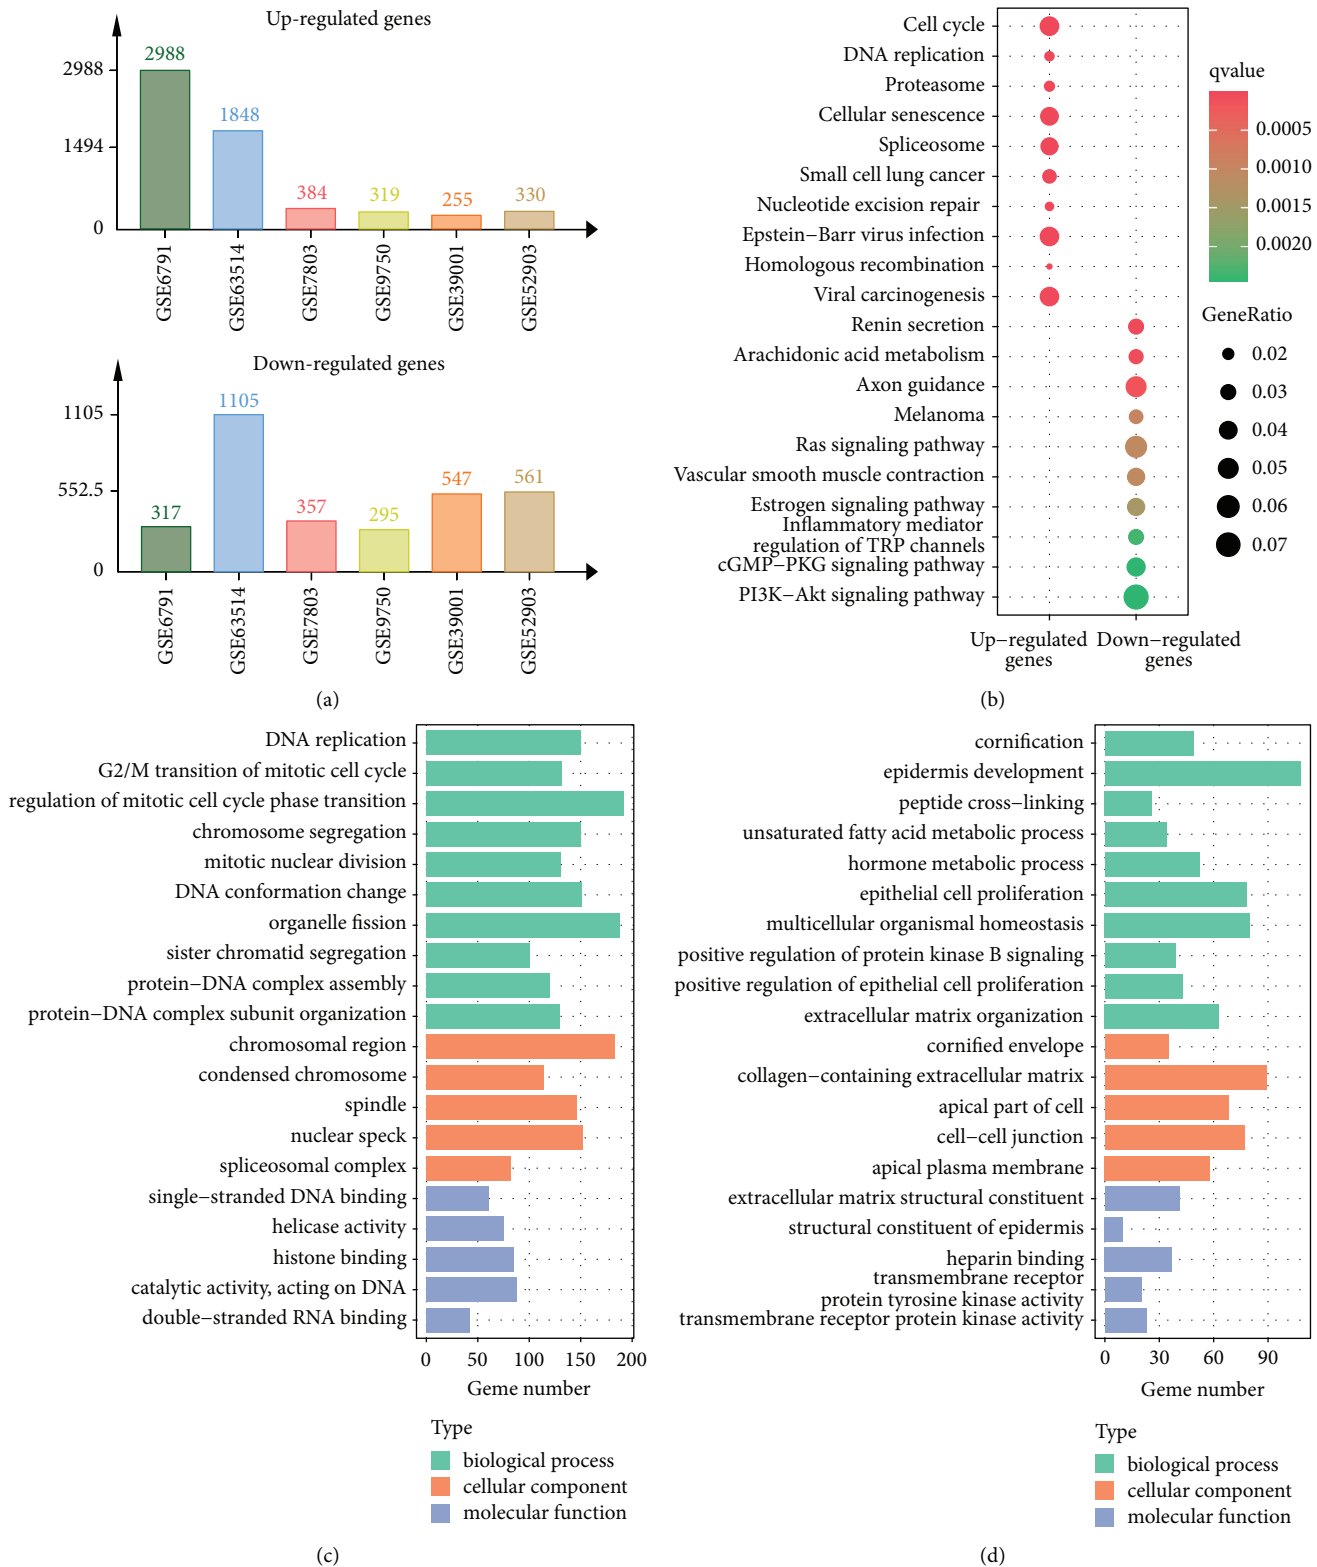 Up-regulated genes
2988
1494
0
2988
1848
384
319
255
330
GSE6791
GSE63514
GSE7803
GSE9750
GSE39001
GSE52903
Down-regulated genes
1105
552.5
0
317
1105
357
295
547
561
GSE6791
GSE63514
GSE7803
GSE9750
GSE39001
GSE52903
(a)
Cell cycle
DNA replication
Proteasome
Cellular senescence
Spliceosome
Small cell lung cancer
Nucleotide excision repair
Epstein−Barr virus infection
Homologous recombination
Viral carcinogenesis
Renin secretion
Arachidonic acid metabolism
Axon guidance
Melanoma
Ras signaling pathway
Vascular smooth muscle contraction
Estrogen signaling pathway
Inflammatory mediator
regulation of TRP channels
cGMP−PKG signaling pathway
PI3K−Akt signaling pathway
Up−regulated
genes
Down−regulated
genes
qvalue
0.0005
0.0010
0.0015
0.0020
GeneRatio
0.02
0.03
0.04
0.05
0.06
0.07
(b)
DNA replication
G2/M transition of mitotic cell cycle
regulation of mitotic cell cycle phase transition
chromosome segregation
mitotic nuclear division
DNA conformation change
organelle fission
sister chromatid segregation
protein−DNA complex assembly
protein−DNA complex subunit organization
chromosomal region
condensed chromosome
spindle
nuclear speck
spliceosomal complex
single−stranded DNA binding
helicase activity
histone binding
catalytic activity, acting on DNA
double−stranded RNA binding
0 50 100 150 200
Geme number
Type
biological process
cellular component
molecular function
(c)
cornification
epidermis development
peptide cross−linking
unsaturated fatty acid metabolic process
hormone metabolic process
epithelial cell proliferation
multicellular organismal homeostasis
positive regulation of protein kinase B signaling
positive regulation of epithelial cell proliferation
extracellular matrix organization
cornified envelope
collagen−containing extracellular matrix
apical part of cell
cell−cell junction
apical plasma membrane
extracellular matrix structural constituent
structural constituent of epidermis
heparin binding
transmembrane receptor
protein tyrosine kinase activity
transmembrane receptor protein kinase activity
0 30 60 90
Geme number
Type
biological process
cellular component
molecular function
(d)